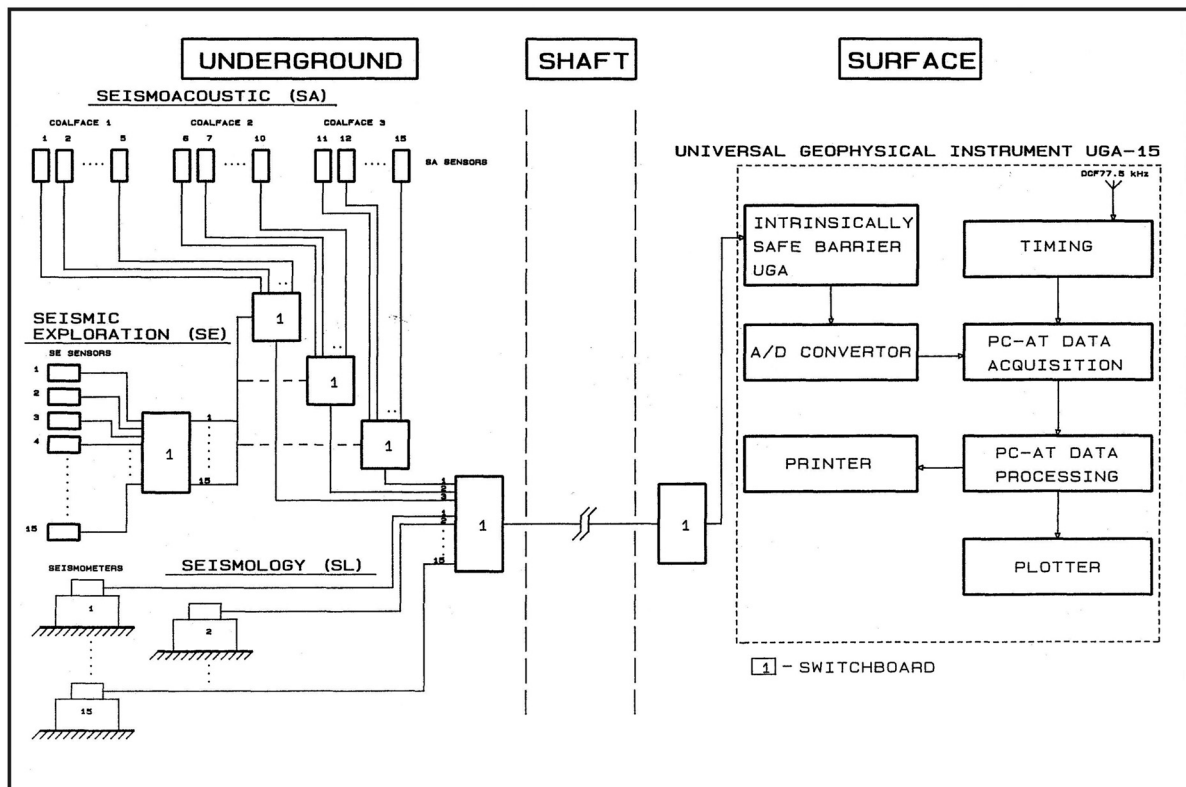 UNDERGROUND
SHAFT
SURFACE
SEISMOACOUSTIC (SA)
COALFACE 1
COALFACE 2
COALFACE 3
1 2 5 6 7 10 11 12 15
SA SENSORS
UNIVERSAL GEOPHYSICAL INSTRUMENT UGA-15
DCF77.5 kHz
INTRINSICALLY
SAFE BARRIER
UGA
TIMING
A/D CONVERTOR
PC-AT DATA
ACQUISITION
PRINTER
PC-AT DATA
PROCESSING
PLOTTER
1 - SWITCHBOARD
1
1
1
SEISMIC
EXPLORATION (SE)
SE SENSORS
1
2
3
4
15
1
1
15
1
2
3
1
2
15
1
1
SEISMOLOGY (SL)
SEISMOMETERS
1
2
15